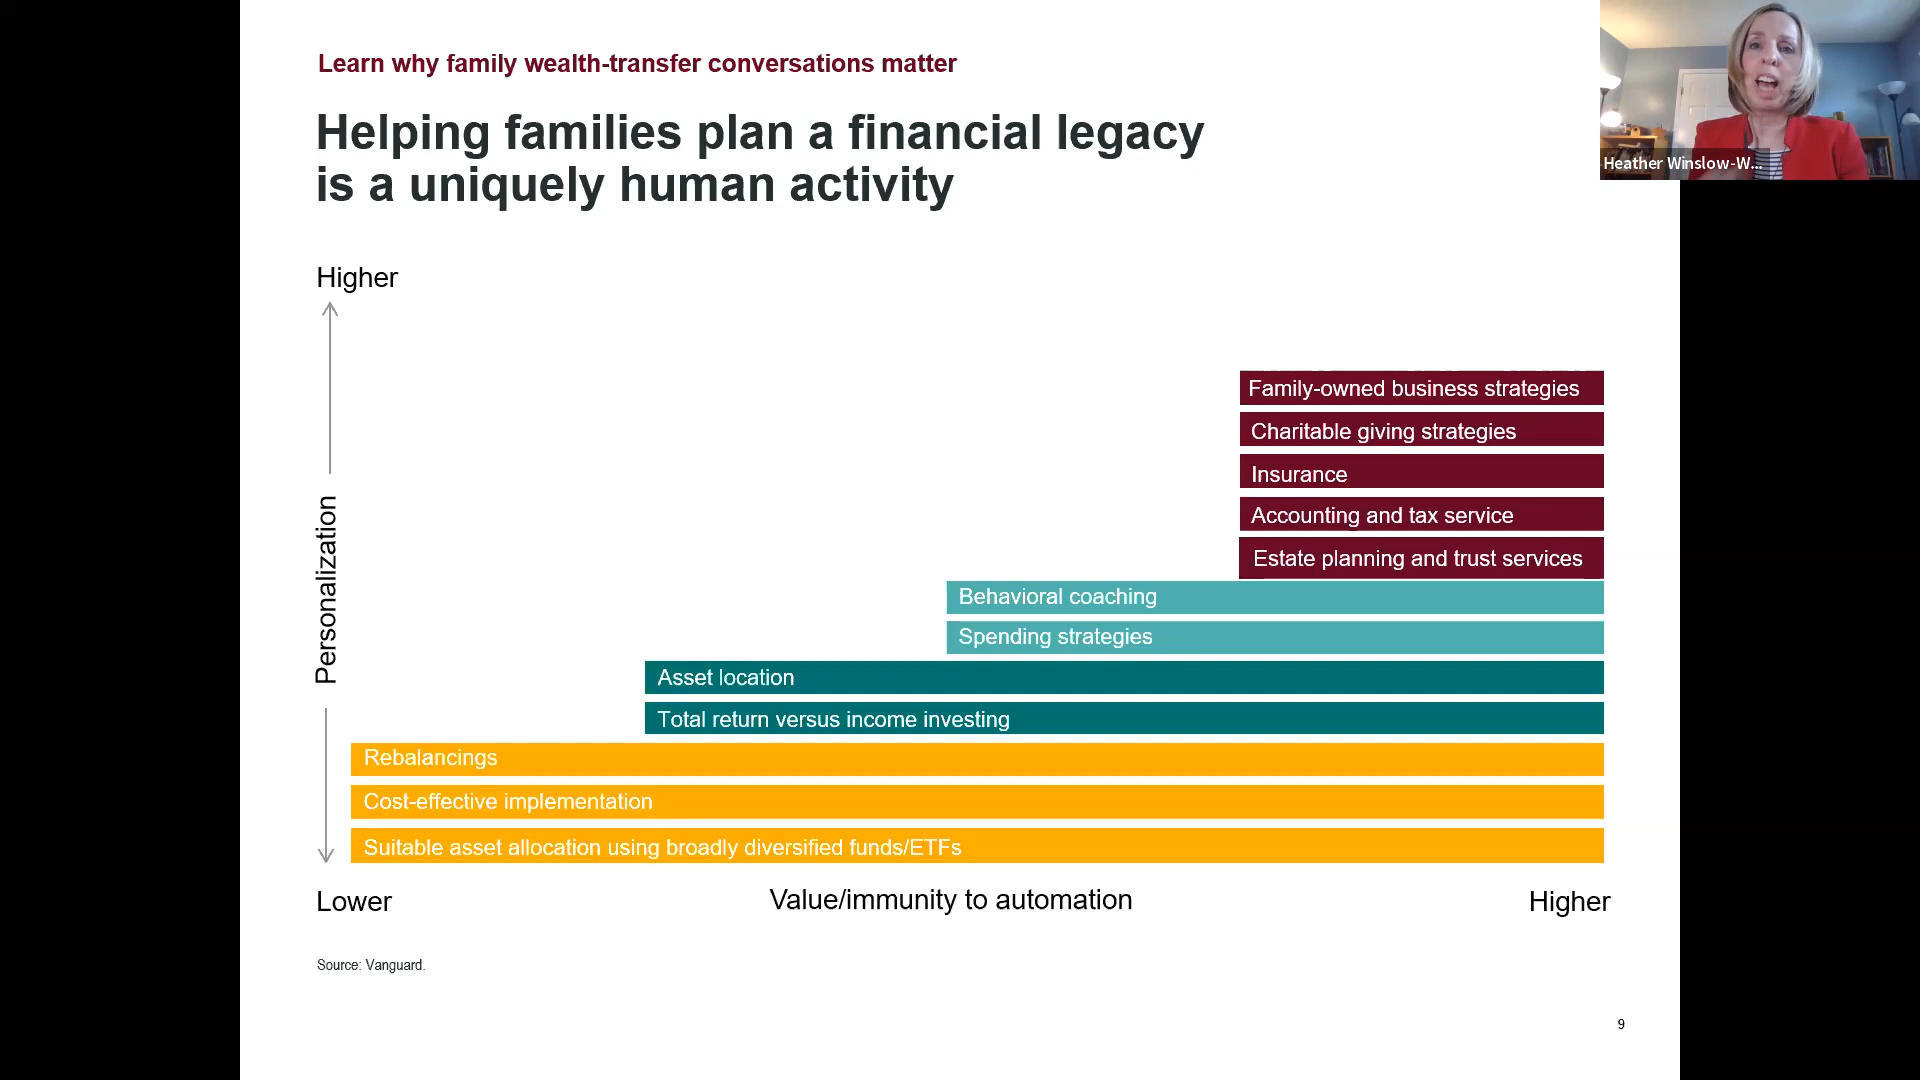 Learn why family wealth-transfer conversations matter
Helping families plan a financial legacy
is a uniquely human activity
Heather Winslow-W...
Higher
Personalization
Family-owned business strategies
Charitable giving strategies
Insurance
Accounting and tax service
Estate planning and trust services
Behavioral coaching
Spending strategies
Asset location
Total return versus income investing
Rebalancings
Cost-effective implementation
Suitable asset allocation using broadly diversified funds/ETFs
Lower
Value/immunity to automation
Higher
Source: Vanguard.
9